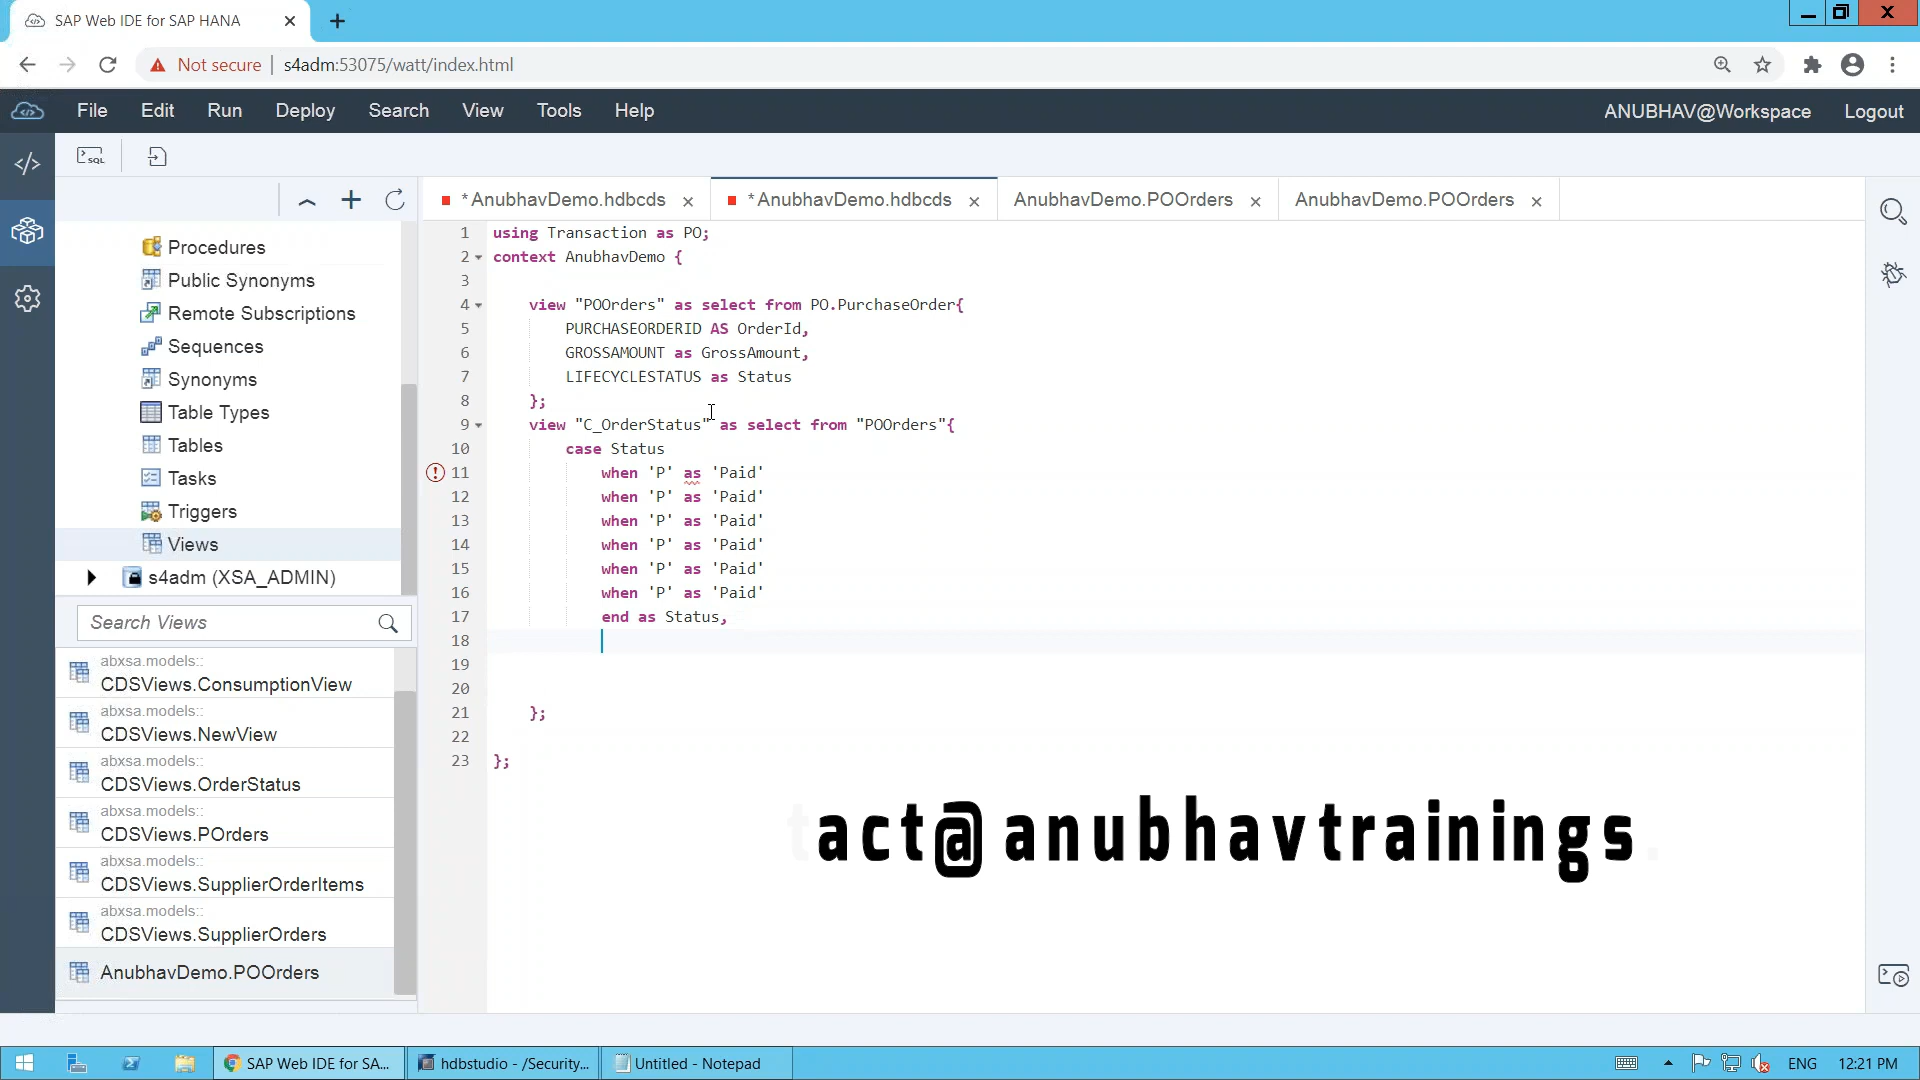 SAP Web IDE for SAP HANA
Not secure
s4adm:53075/watt/index.html
File Edit Run Deploy Search View Tools Help
ANUBHAV@Workspace Logout
SQL
*AnubhavDemo.hdbcds
*AnubhavDemo.hdbcds
AnubhavDemo.POOrders
AnubhavDemo.POOrders
Procedures
Public Synonyms
Remote Subscriptions
Sequences
Synonyms
Table Types
Tables
Tasks
Triggers
Views
s4adm (XSA_ADMIN)
Search Views
abxsa.models::
CDSViews.ConsumptionView
abxsa.models::
CDSViews.NewView
abxsa.models::
CDSViews.OrderStatus
abxsa.models::
CDSViews.POrders
abxsa.models::
CDSViews.SupplierOrderItems
abxsa.models::
CDSViews.SupplierOrders
AnubhavDemo.POOrders
1 using Transaction as PO;
2 context AnubhavDemo {
3
4 view "POOrders" as select from PO.PurchaseOrder{
5 PURCHASEORDERID AS OrderId,
6 GROSSAMOUNT as GrossAmount,
7 LIFECYCLESTATUS as Status
8 };
9 view "C_OrderStatus" as select from "POOrders"{
10 case Status
11 when 'P' as 'Paid'
12 when 'P' as 'Paid'
13 when 'P' as 'Paid'
14 when 'P' as 'Paid'
15 when 'P' as 'Paid'
16 when 'P' as 'Paid'
17 end as Status,
18
19
20
21 };
22
23 };
tact@anubhavtrainings.
SAP Web IDE for SA...
hdbstudio - /Security...
Untitled - Notepad
ENG
12:21 PM